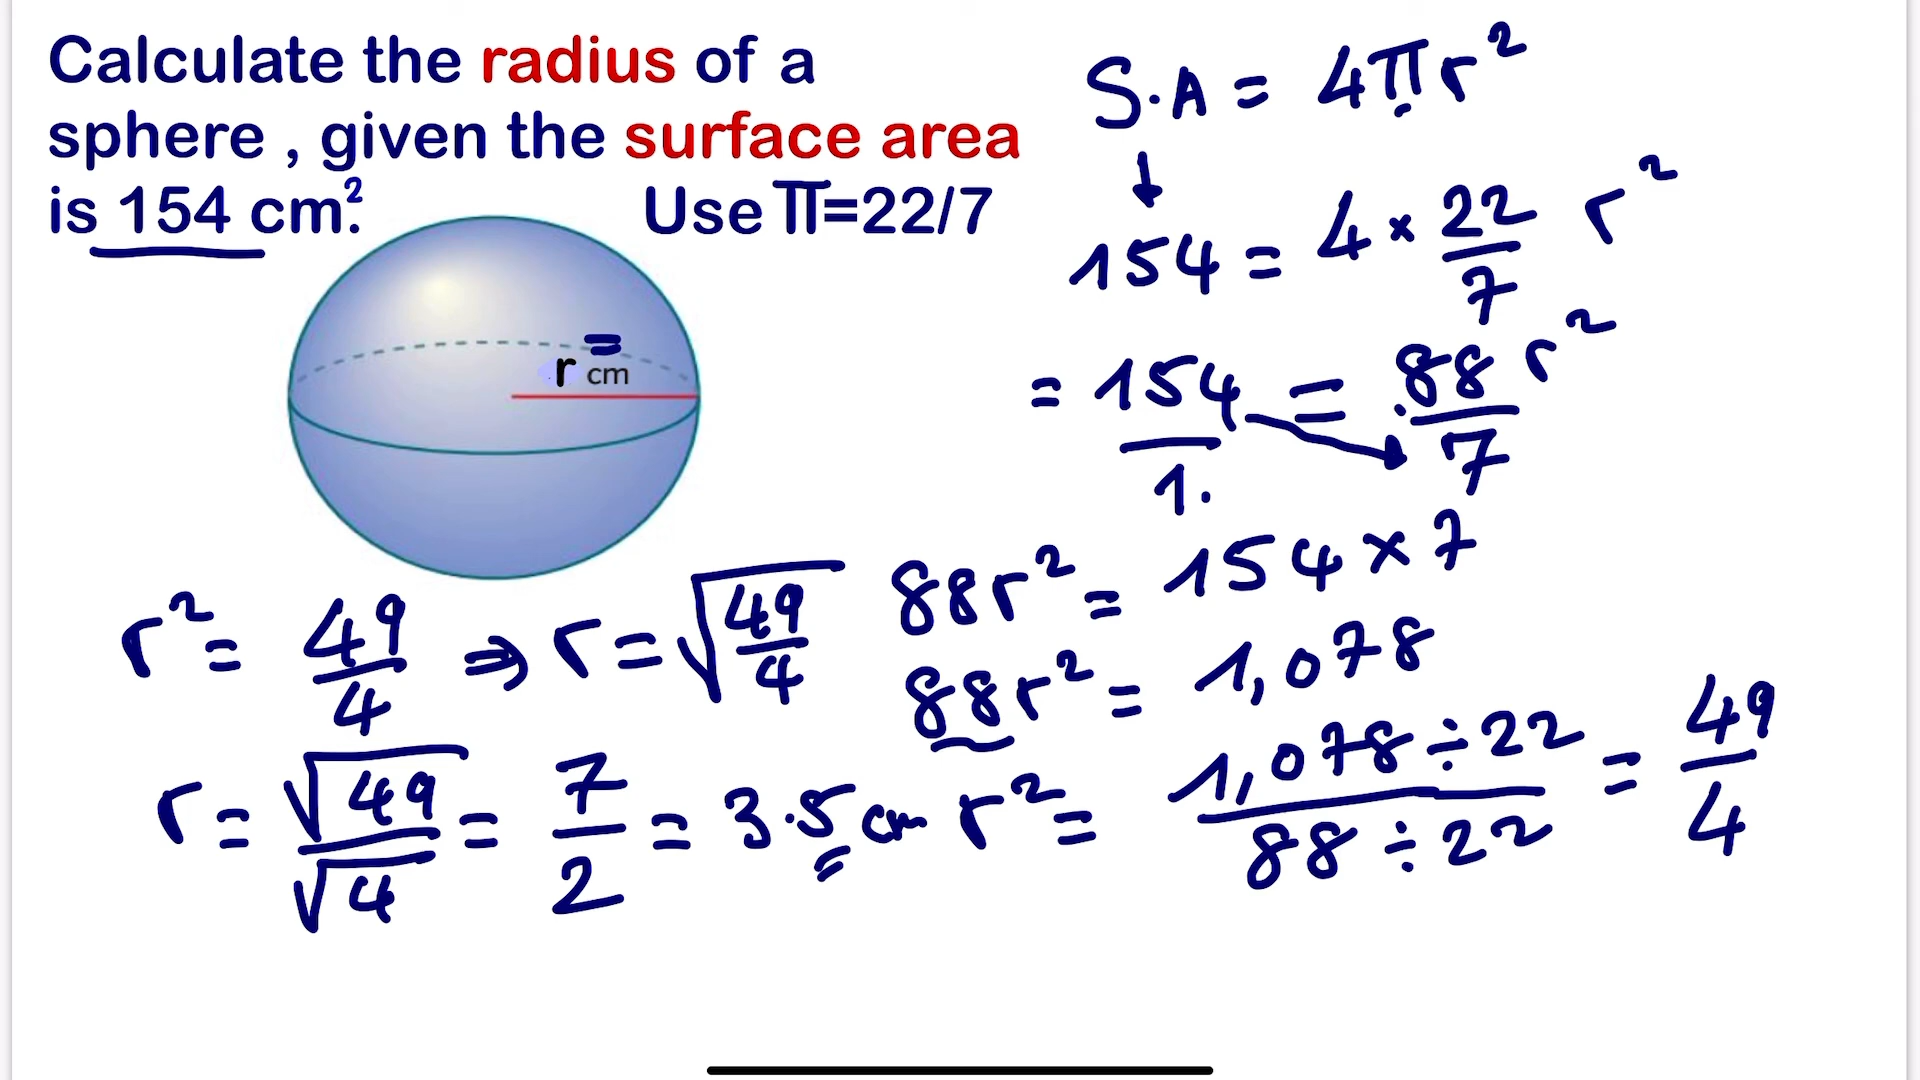 Calculate the radius of a
sphere , given the surface area
is 154 cm².
Use π=22/7
r = cm
S.A = 4πr²
154 = 4 × 22/7 r²
= 154/1 = 88/7 r²
88r² = 154 × 7
88r² = 1,078
r² = 1,078÷22/88÷22 = 49/4
r² = 49/4 ⇒ r = √49/4
r = √49/√4 = 7/2 = 3.5 cm